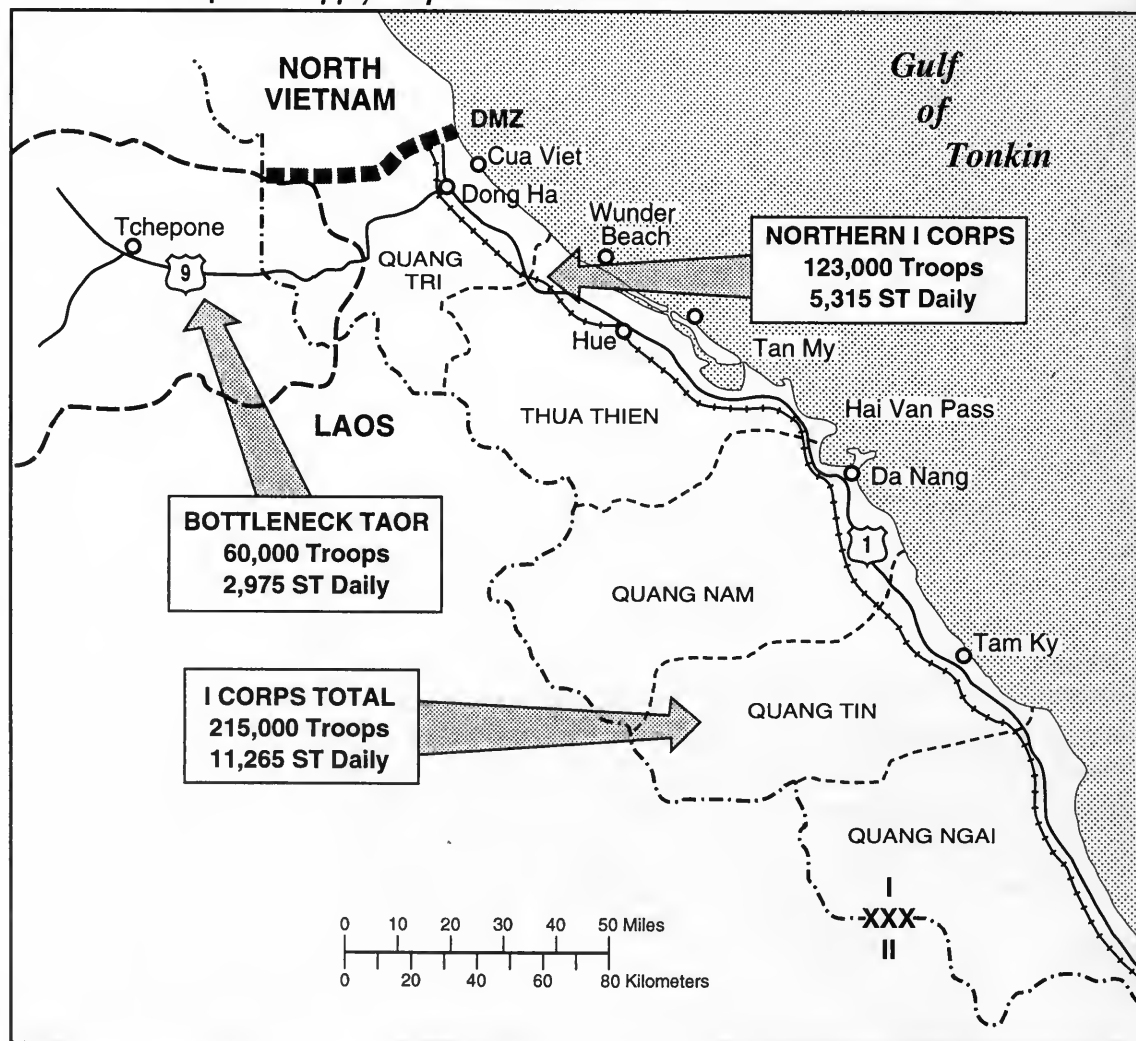 NORTH
VIETNAM
Gulf
of
Tonkin
DMZ
Cua Viet
Dong Ha
Tchepone
9
Wunder
Beach
QUANG
TRI
NORTHERN I CORPS
123,000 Troops
5,315 ST Daily
Hue
Tan My
LAOS
THUA THIEN
Hai Van Pass
Da Nang
BOTTLENECK TAOR
60,000 Troops
2,975 ST Daily
1
QUANG NAM
Tam Ky
I CORPS TOTAL
215,000 Troops
11,265 ST Daily
QUANG TIN
QUANG NGAI
I
XXX
II
0 10 20 30 40 50 Miles
0 20 40 60 80 Kilometers